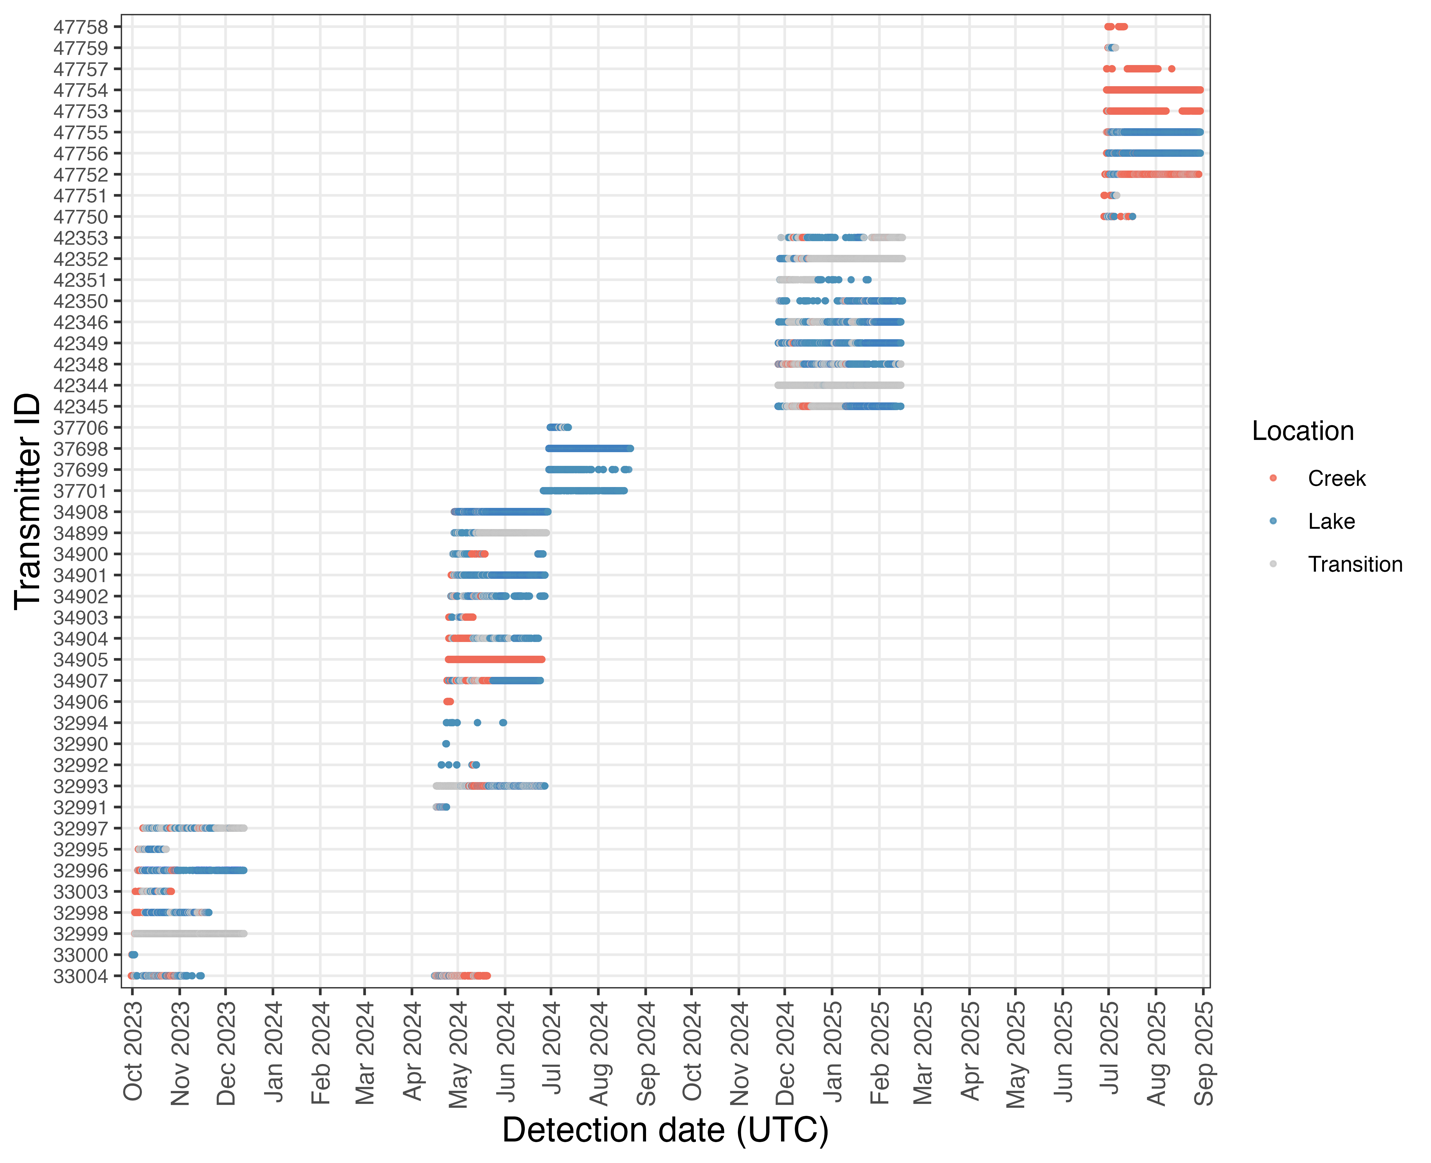 47758
47759
47757
47754
47753
47755
47756
47752
47751
47750
42353
42352
42351
42350
42346
42349
42348
42344
42345
37706
37698
37699
37701
34908
34899
34900
34901
34902
34903
34904
34905
34907
34906
32994
32990
32992
32993
32991
32997
32995
32996
33003
32998
32999
33000
33004
Transmitter ID
Oct 2023
Nov 2023
Dec 2023
Jan 2024
Feb 2024
Mar 2024
Apr 2024
May 2024
Jun 2024
Jul 2024
Aug 2024
Sep 2024
Oct 2024
Nov 2024
Dec 2024
Jan 2025
Feb 2025
Mar 2025
Apr 2025
May 2025
Jun 2025
Jul 2025
Aug 2025
Sep 2025
Detection date (UTC)
Location
Creek
Lake
Transition